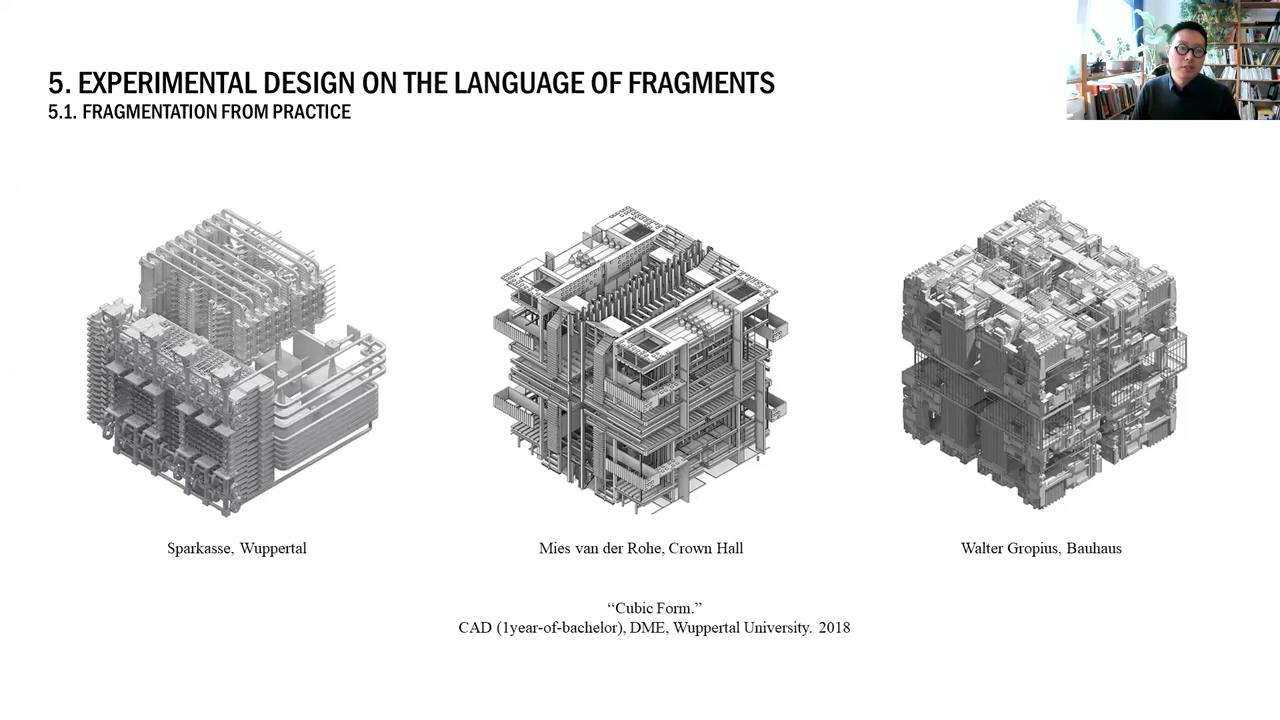 5. EXPERIMENTAL DESIGN ON THE LANGUAGE OF FRAGMENTS
5.1. FRAGMENTATION FROM PRACTICE
Sparkasse, Wuppertal
Mies van der Rohe, Crown Hall
Walter Gropius, Bauhaus
“Cubic Form.”
CAD (1year-of-bachelor), DME, Wuppertal University. 2018